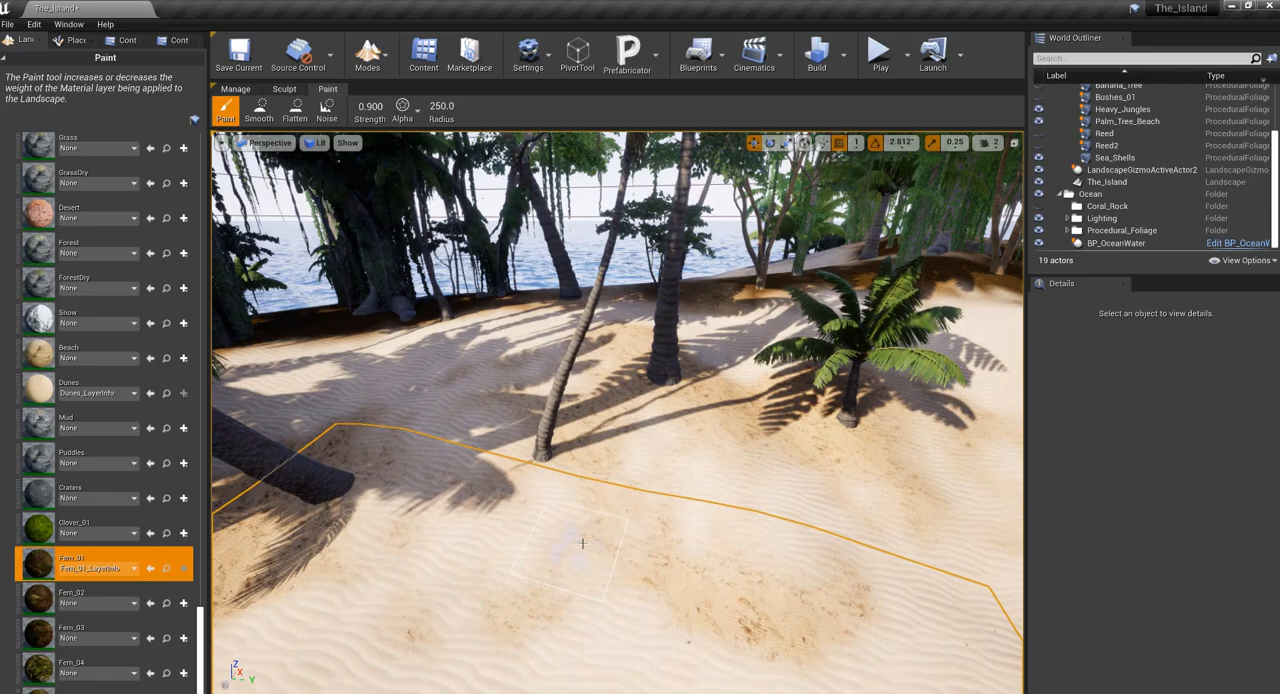 The_Island*
The_Island
File Edit Window Help
Lan Placi Cont Cont
Paint
The Paint tool increases or decreases the
weight of the Material layer being applied to
the Landscape.
Save Current Source Control Modes Content Marketplace Settings PivotTool Prefabricator Blueprints Cinematics Build Play Launch
Manage Sculpt Paint
Paint Smooth Flatten Noise
0.900 250.0
Strength Alpha Radius
Perspective Lit Show
1 2.812° 0.25 2
Grass
None
GrassDry
None
Desert
None
Forest
None
ForestDry
None
Snow
None
Beach
None
Dunes
Dunes_LayerInfo
Mud
None
Puddles
None
Craters
None
Clover_01
None
Fern_01
Fern_01_LayerInfo
Fern_02
None
Fern_03
None
Fern_04
None
Z
X
Y
World Outliner
Search...
Label Type
Banana_Tree ProceduralFoliage
Bushes_01 ProceduralFoliage
Heavy_Jungles ProceduralFoliage
Palm_Tree_Beach ProceduralFoliage
Reed ProceduralFoliage
Reed2 ProceduralFoliage
Sea_Shells ProceduralFoliage
LandscapeGizmoActiveActor2 LandscapeGizmo
The_Island Landscape
Ocean Folder
Coral_Rock Folder
Lighting Folder
Procedural_Foliage Folder
BP_OceanWater Edit BP_OceanW
19 actors View Options
Details
Select an object to view details.